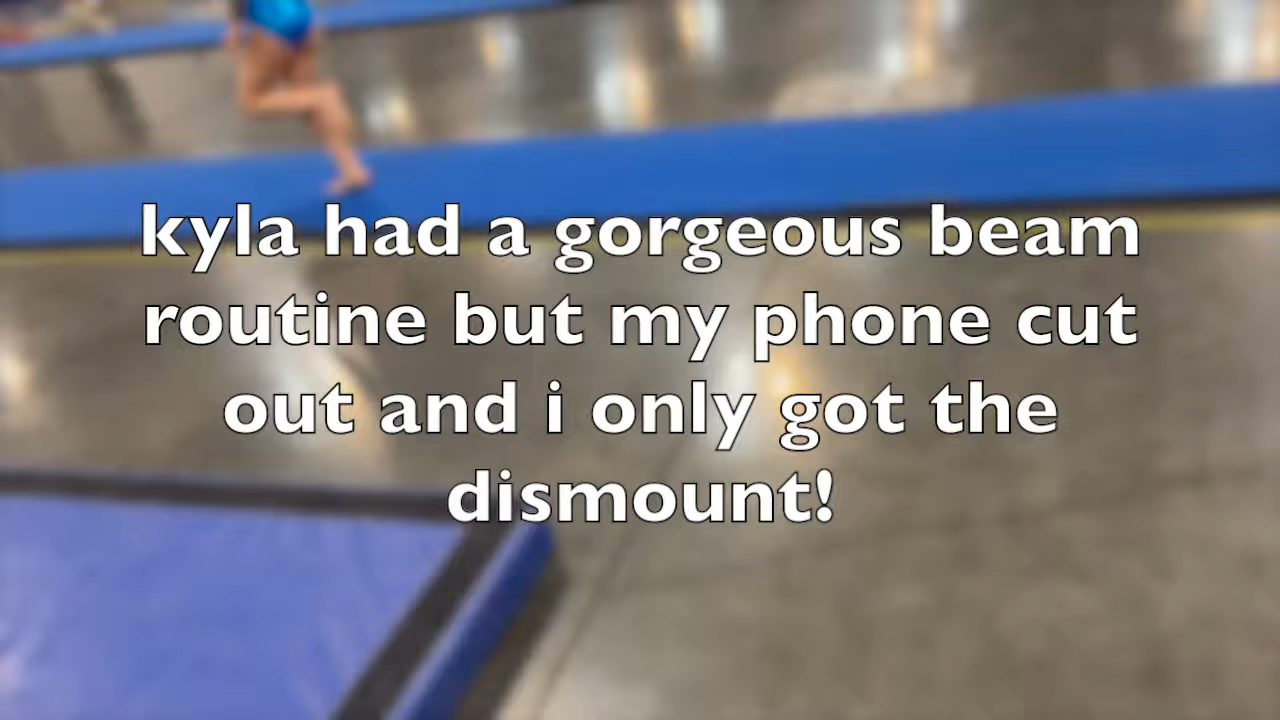 kyla had a gorgeous beam
routine but my phone cut
out and i only got the
dismount!